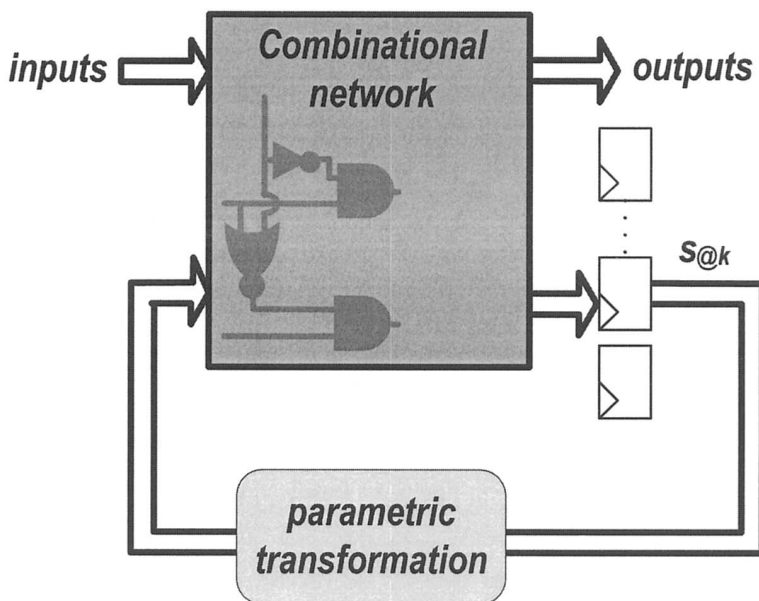 Combinational
network
inputs
outputs
s@k
parametric
transformation